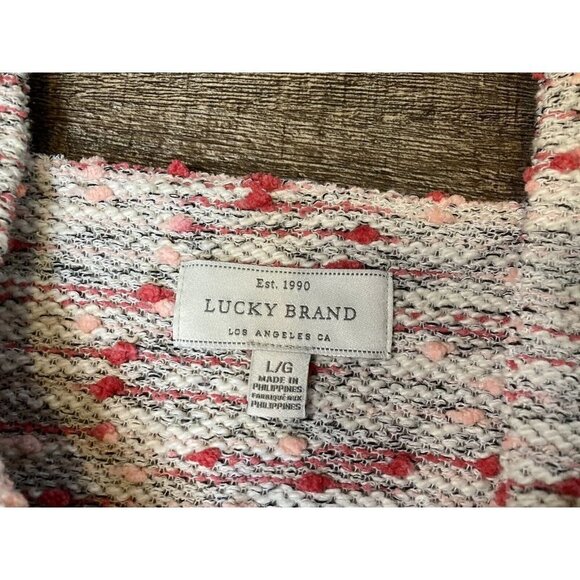 Est. 1990
LUCKY BRAND
LOS ANGELES CA
L/G
MADE IN
PHILIPPINES
FABRIQUÉ AUX
PHILIPPINES